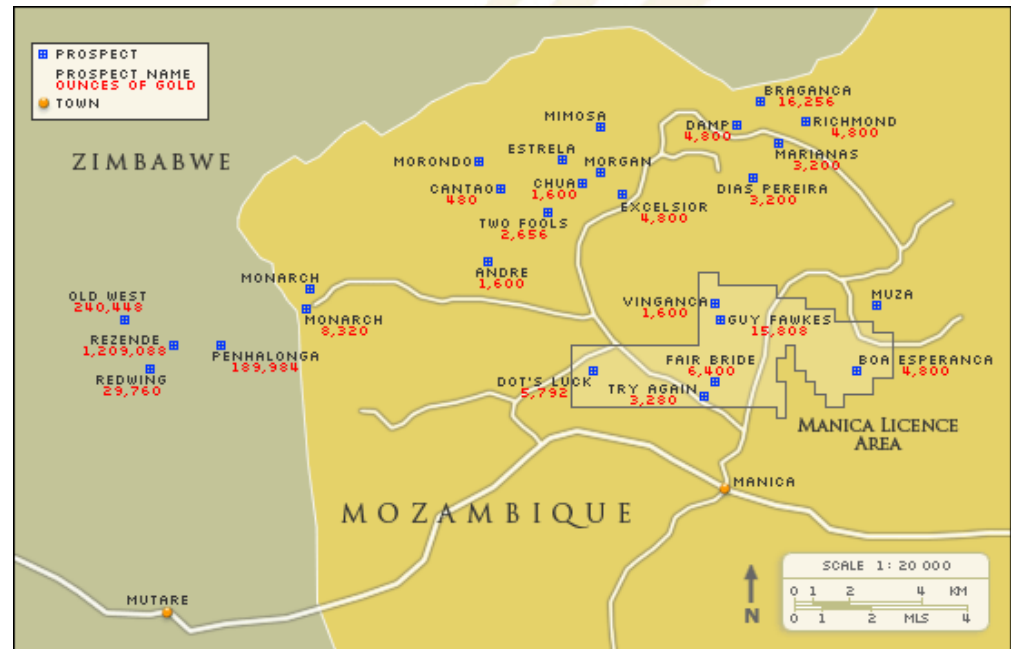 PROSPECT
PROSPECT NAME
OUNCES OF GOLD
TOWN
ZIMBABWE
BRAGANCA
16,256
MIMOSA
DAMP
4,800
RICHMOND
4,800
ESTRELA
MORONDO
MORGAN
MARIANAS
3,200
CANTAO
480
CHUA
1,600
DIAS PEREIRA
3,200
EXCELSIOR
4,800
TWO FOOLS
2,656
ANDRE
1,600
MONARCH
OLD WEST
240,448
VINGANCA
1,600
MUZA
MONARCH
8,320
GUY FAWKES
15,808
REZENDE
1,209,088
PENHALONGA
189,984
FAIR BRIDE
6,400
BOA ESPERANCA
4,800
REDWING
29,760
DOT'S LUCK
5,792
TRY AGAIN
3,280
MANICA LICENCE
AREA
MANICA
MOZAMBIQUE
SCALE 1: 20 000
0 1 2 4 KM
0 1 2 MLS 4
N
MUTARE